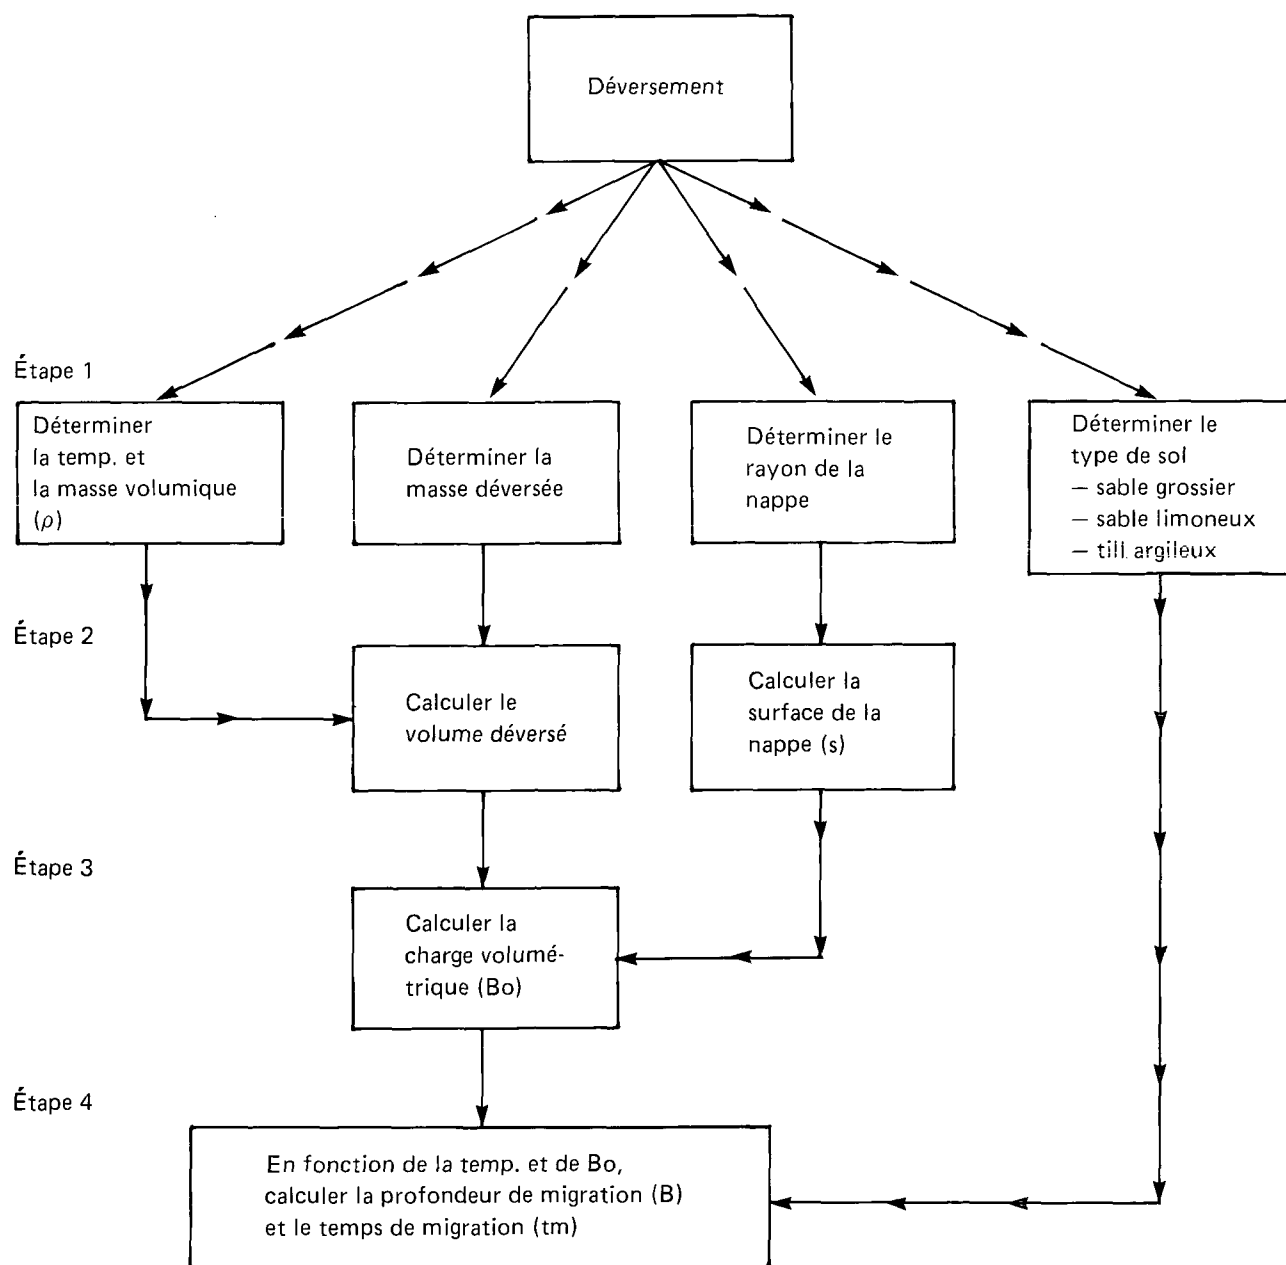 Déversement
Étape 1
Déterminer
la temp. et
la masse volumique
(ρ)
Déterminer la
masse déversée
Déterminer le
rayon de la
nappe
Déterminer le
type de sol
— sable grossier
— sable limoneux
— till argileux
Étape 2
Calculer le
volume déversé
Calculer la
surface de la
nappe (s)
Étape 3
Calculer la
charge volumé-
trique (Bo)
Étape 4
En fonction de la temp. et de Bo,
calculer la profondeur de migration (B)
et le temps de migration (tm)